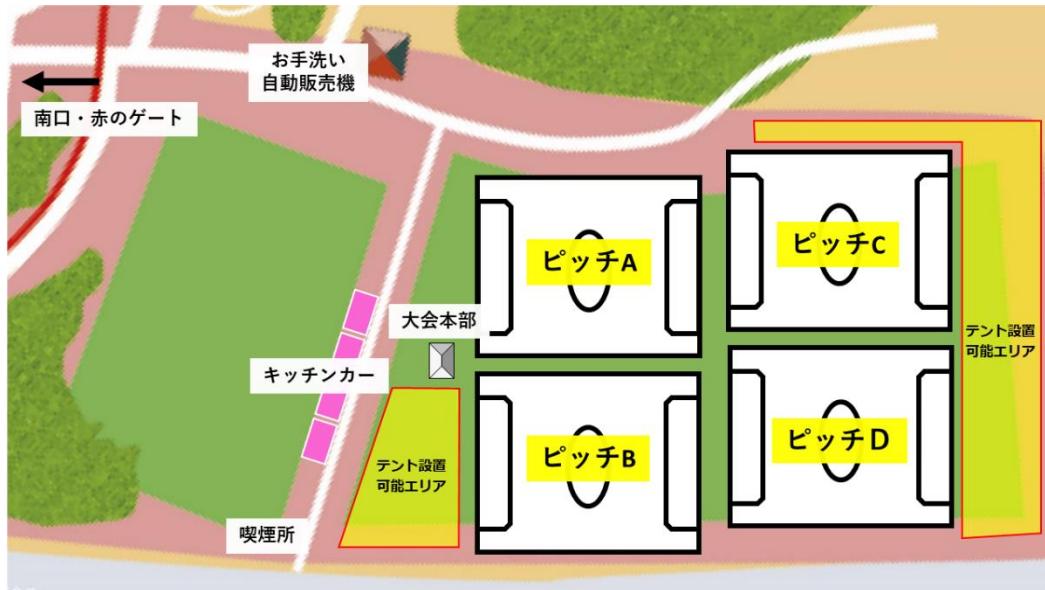 お手洗い
自動販売機
南口・赤のゲート
ピッチA
ピッチC
大会本部
テント設置
可能エリア
キッチンカー
ピッチB
ピッチD
テント設置
可能エリア
喫煙所